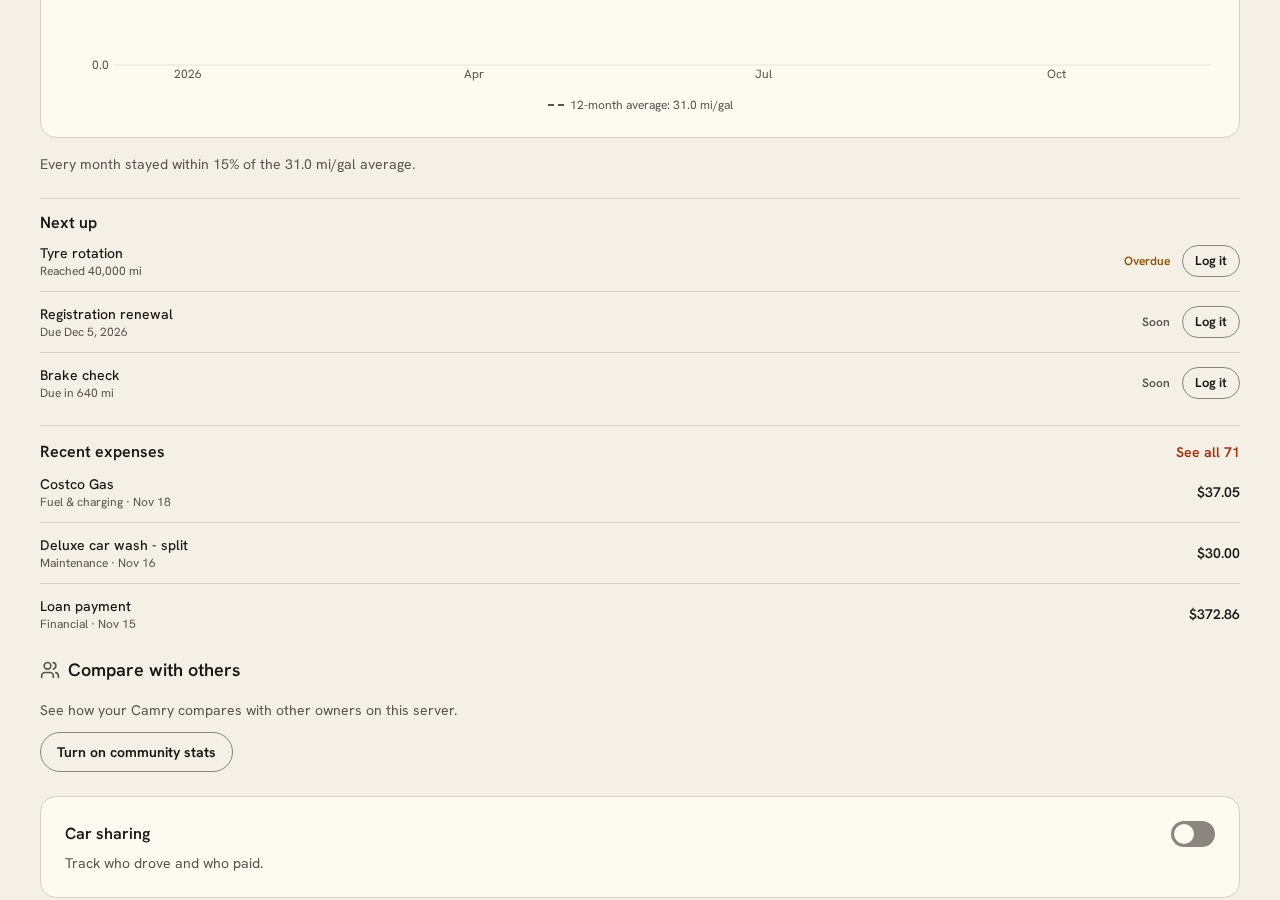 0.0
2026 Apr Jul Oct
12-month average: 31.0 mi/gal
Every month stayed within 15% of the 31.0 mi/gal average.
Next up
Tyre rotation
Reached 40,000 mi
Overdue Log it
Registration renewal
Due Dec 5, 2026
Soon Log it
Brake check
Due in 640 mi
Soon Log it
Recent expenses See all 71
Costco Gas
Fuel & charging · Nov 18
$37.05
Deluxe car wash - split
Maintenance · Nov 16
$30.00
Loan payment
Financial · Nov 15
$372.86
Compare with others
See how your Camry compares with other owners on this server.
Turn on community stats
Car sharing
Track who drove and who paid.